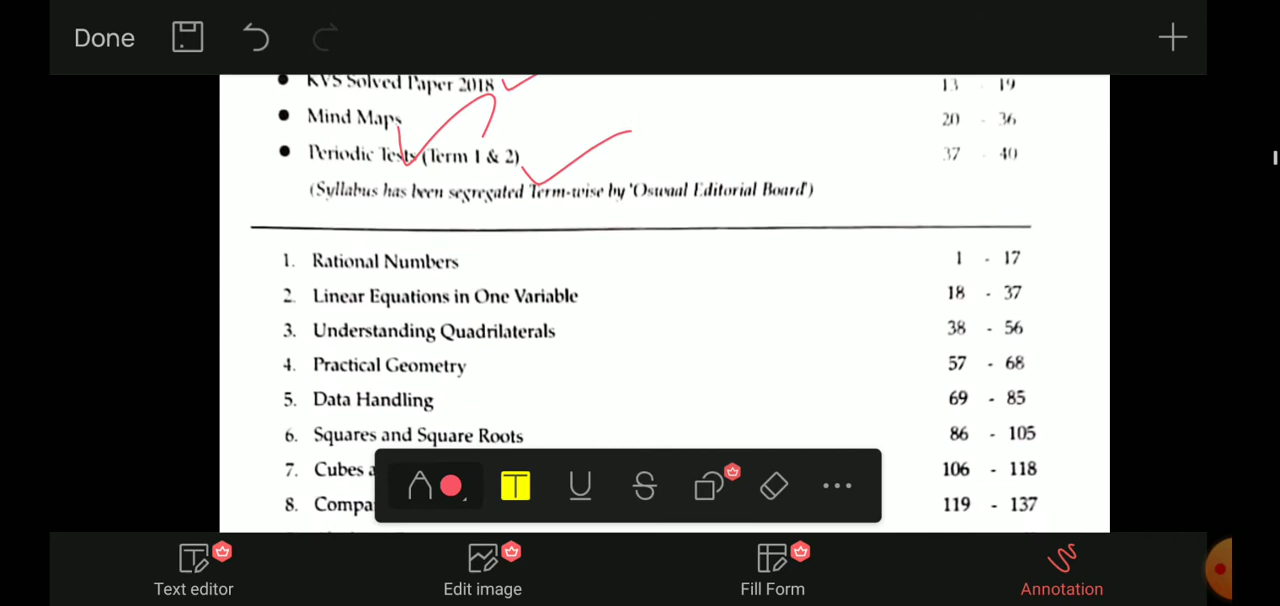 Done
KVS Solved Paper 2018 13 - 19
Mind Maps 20 - 36
Periodic Tests (Term 1 & 2) 37 - 40
(Syllabus has been segregated Term-wise by 'Oswaal Editorial Board')
1. Rational Numbers 1 - 17
2. Linear Equations in One Variable 18 - 37
3. Understanding Quadrilaterals 38 - 56
4. Practical Geometry 57 - 68
5. Data Handling 69 - 85
6. Squares and Square Roots 86 - 105
7. Cubes a 106 - 118
8. Compa 119 - 137
T U S
Text editor Edit image Fill Form Annotation